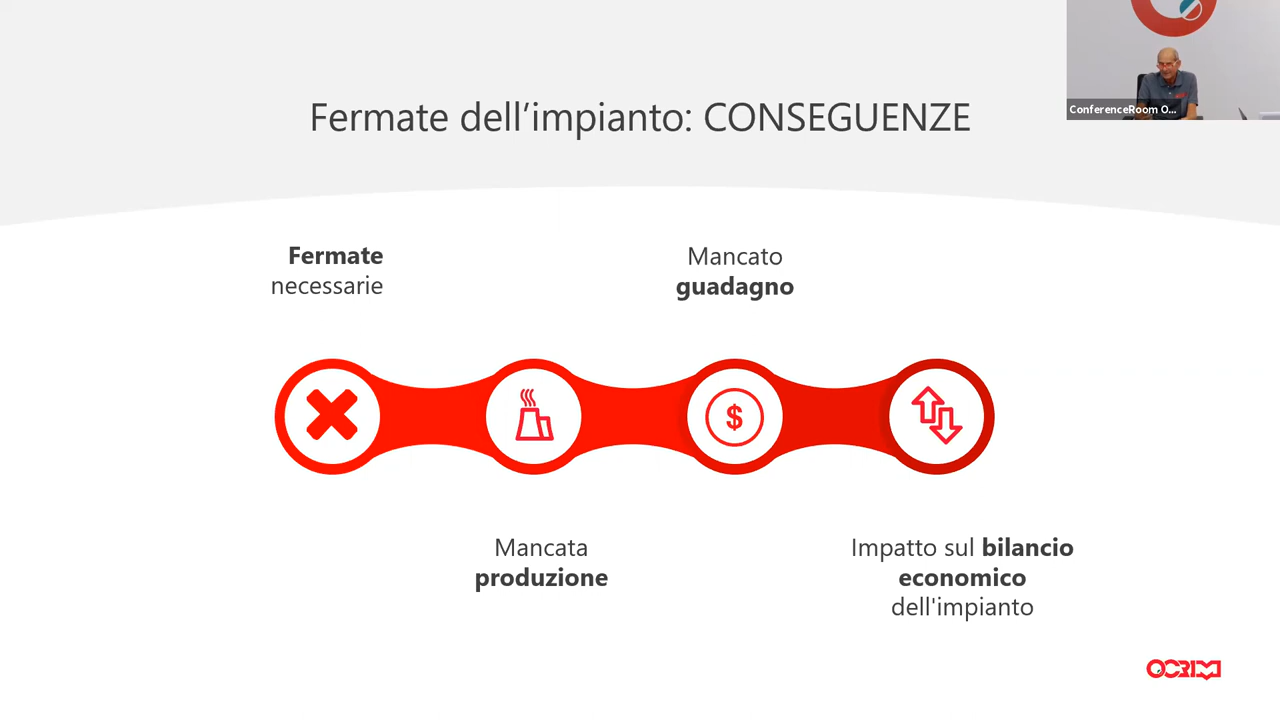 ConferenceRoom O...
Fermate dell’impianto: CONSEGUENZE
Fermate
necessarie
Mancato
guadagno
$
Mancata
produzione
Impatto sul bilancio
economico
dell'impianto
OCRIM